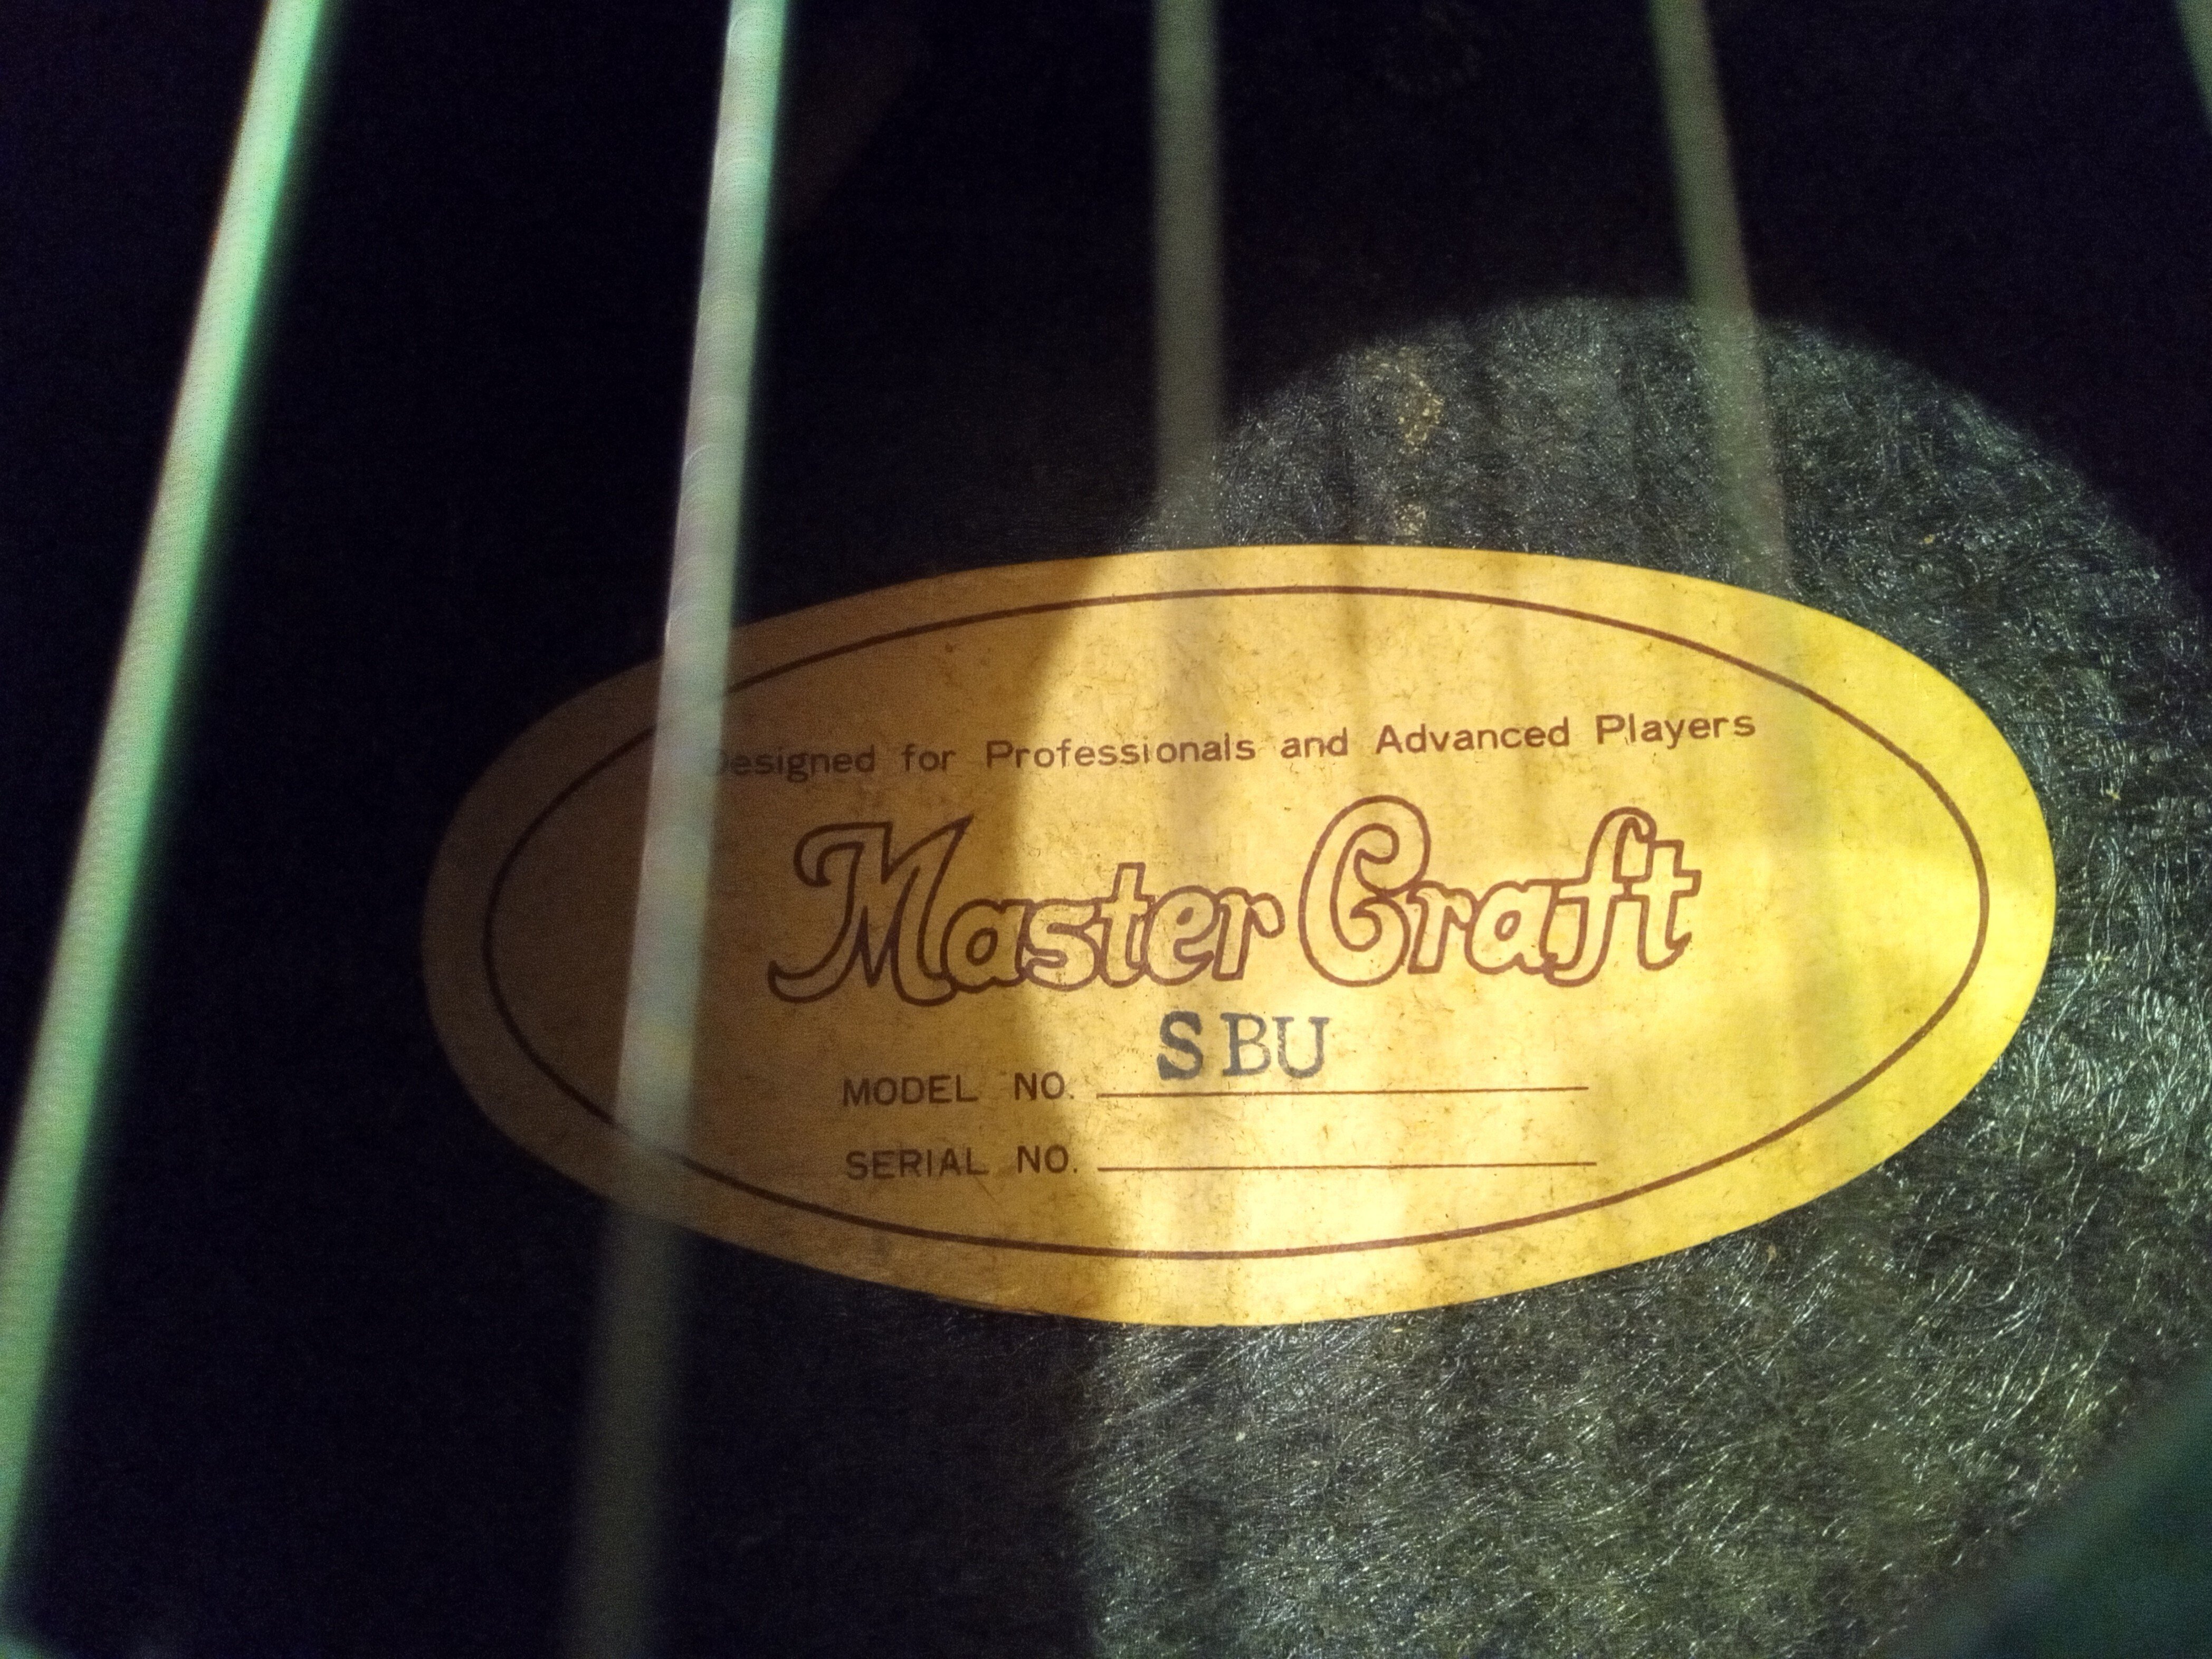 Designed for Professionals and Advanced Players
Master Craft
SBU
MODEL NO.
SERIAL NO.